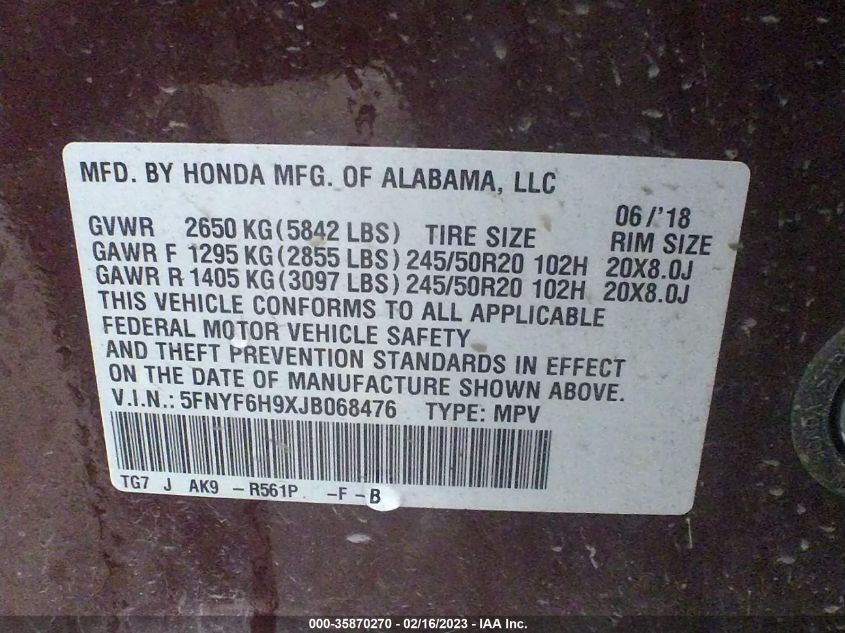 MFD. BY HONDA MFG. OF ALABAMA, LLC
06/'18
GVWR 2650 KG(5842 LBS) TIRE SIZE RIM SIZE
GAWR F 1295 KG(2855 LBS) 245/50R20 102H 20X8.0J
GAWR R 1405 KG(3097 LBS) 245/50R20 102H 20X8.0J
THIS VEHICLE CONFORMS TO ALL APPLICABLE
FEDERAL MOTOR VEHICLE SAFETY
AND THEFT PREVENTION STANDARDS IN EFFECT
ON THE DATE OF MANUFACTURE SHOWN ABOVE.
V.I.N.: 5FNYF6H9XJB068476 TYPE: MPV
TG7 J AK9 -R561P -F-B
000-35870270 - 02/16/2023 - IAA Inc.